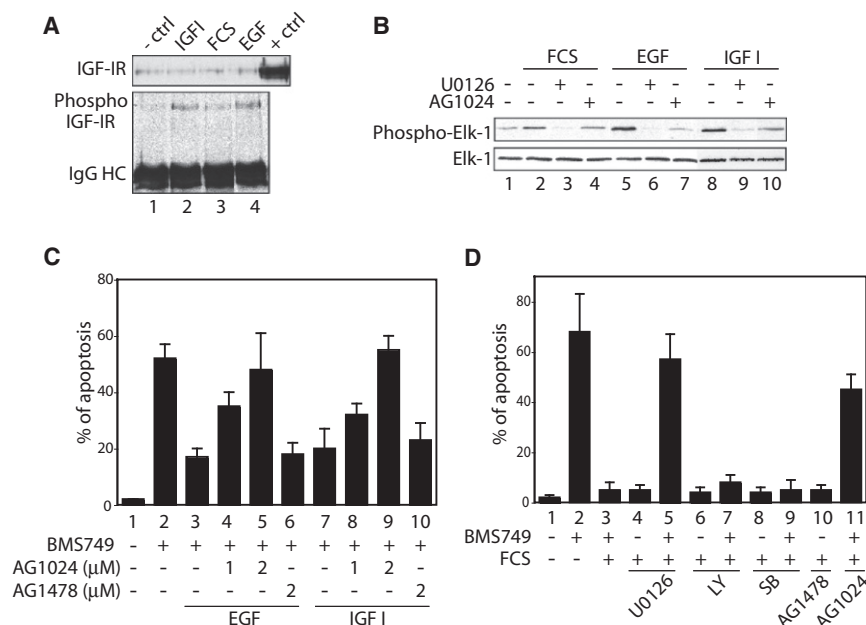 A
- ctrl IGFI FCS EGF + ctrl
IGF-IR
Phospho
IGF-IR
IgG HC
1 2 3 4
B
FCS EGF IGF I
U0126 - - + - - + - - + -
AG1024 - - - + - - + - - +
Phospho-Elk-1
Elk-1
1 2 3 4 5 6 7 8 9 10
C
% of apoptosis
80
60
40
20
0
1 2 3 4 5 6 7 8 9 10
BMS749 - + + + + + + + + +
AG1024 (μM) - - - 1 2 - - 1 2 -
AG1478 (μM) - - - - - 2 - - - 2
EGF IGF I
D
% of apoptosis
80
60
40
20
0
1 2 3 4 5 6 7 8 9 10 11
BMS749 - + + - + - + - + - +
FCS - - + + + + + + + + +
U0126 LY SB AG1478 AG1024